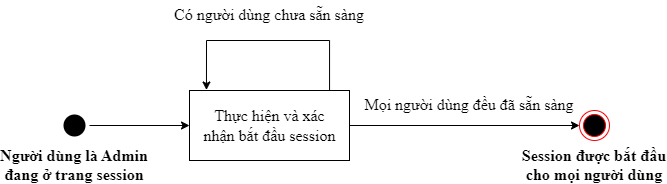 Có người dùng chưa sẵn sàng
Thực hiện và xác
nhận bắt đầu session
Mọi người dùng đều đã sẵn sàng
Người dùng là Admin
đang ở trang session
Session được bắt đầu
cho mọi người dùng